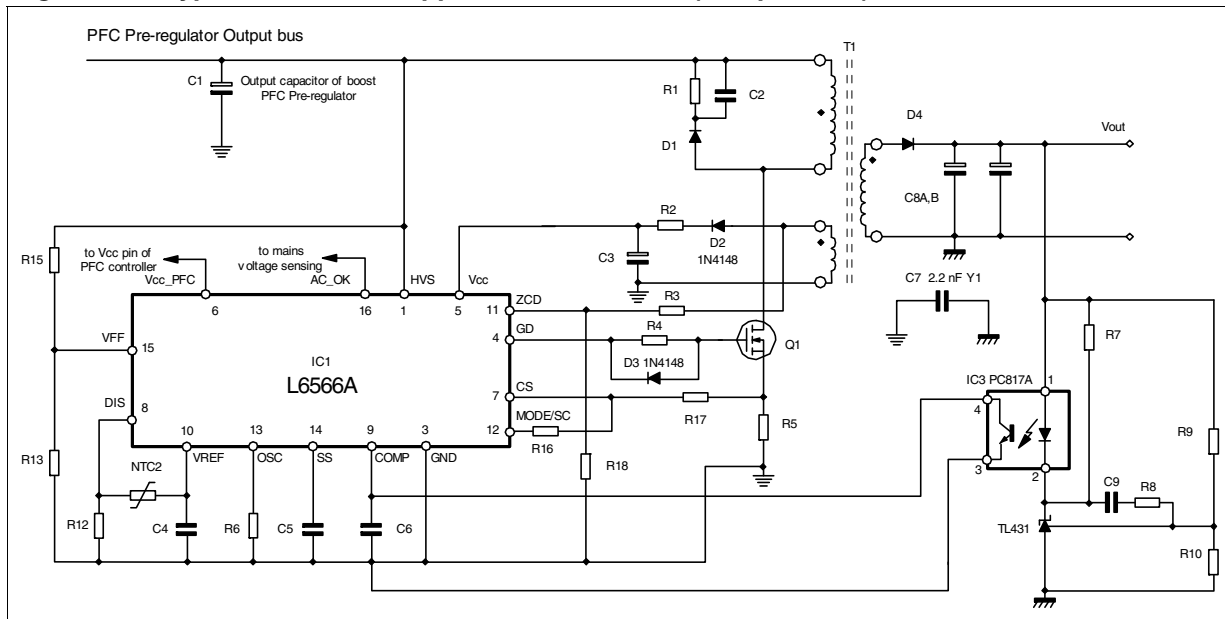 PFC Pre-regulator Output bus
T1
C1
Output capacitor of boost
PFC Pre-regulator
R1
C2
D1
D4
Vout
C8A,B
R2
D2
1N4148
C3
R15
to Vcc pin of
PFC controller
Vcc_PFC
to mains
voltage sensing
AC_OK
HVS
Vcc
6
16
1
5
11
ZCD
R3
C7 2.2 nF Y1
4
GD
R4
Q1
D3 1N4148
VFF
15
IC1
L6566A
R7
IC3 PC817A
1
4
DIS
8
7
CS
R17
R5
12
MODE/SC
R16
R9
10
13
14
9
3
VREF
OSC
SS
COMP
GND
3
2
R13
NTC2
R18
C9
R8
R12
C4
R6
C5
C6
TL431
R10